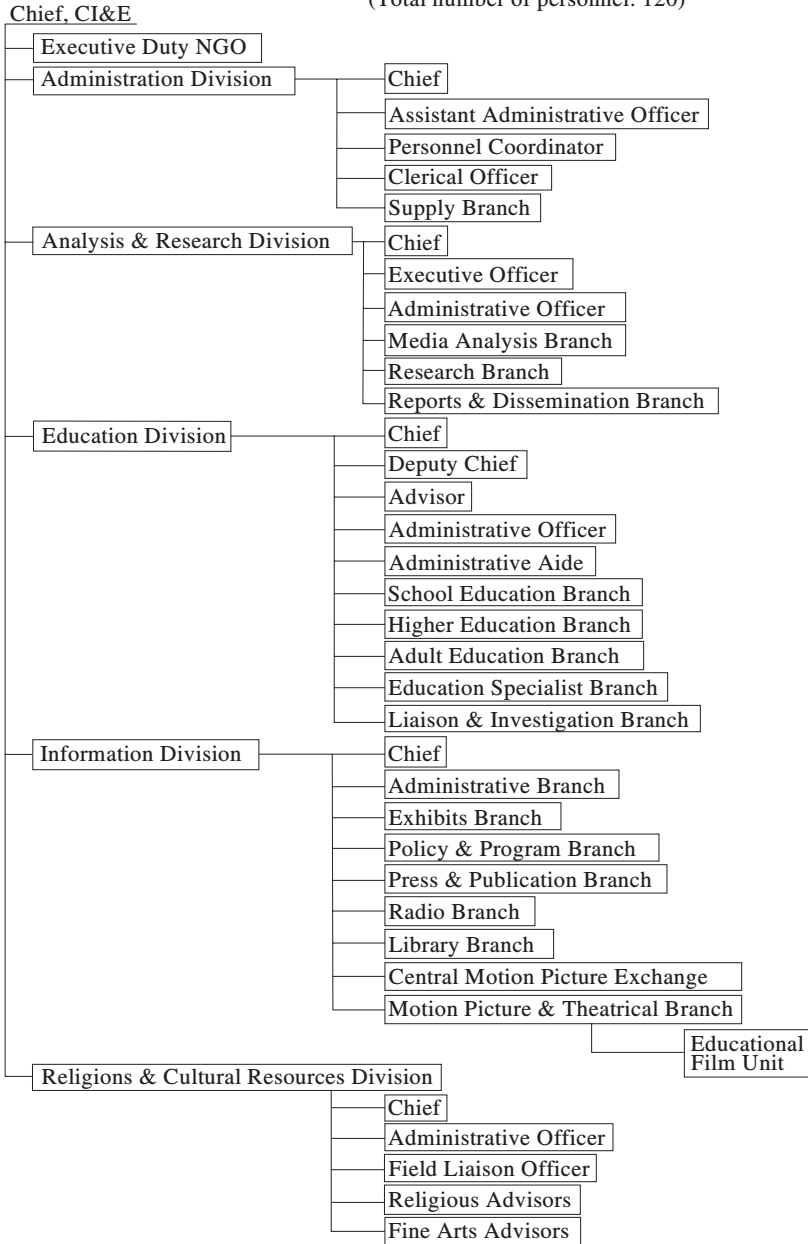 (Total number of personnel: 120)
Chief, CI&E
Executive Duty NGO
Administration Division
Chief
Assistant Administrative Officer
Personnel Coordinator
Clerical Officer
Supply Branch
Analysis & Research Division
Chief
Executive Officer
Administrative Officer
Media Analysis Branch
Research Branch
Reports & Dissemination Branch
Education Division
Chief
Deputy Chief
Advisor
Administrative Officer
Administrative Aide
School Education Branch
Higher Education Branch
Adult Education Branch
Education Specialist Branch
Liaison & Investigation Branch
Information Division
Chief
Administrative Branch
Exhibits Branch
Policy & Program Branch
Press & Publication Branch
Radio Branch
Library Branch
Central Motion Picture Exchange
Motion Picture & Theatrical Branch
Educational
Film Unit
Religions & Cultural Resources Division
Chief
Administrative Officer
Field Liaison Officer
Religious Advisors
Fine Arts Advisors